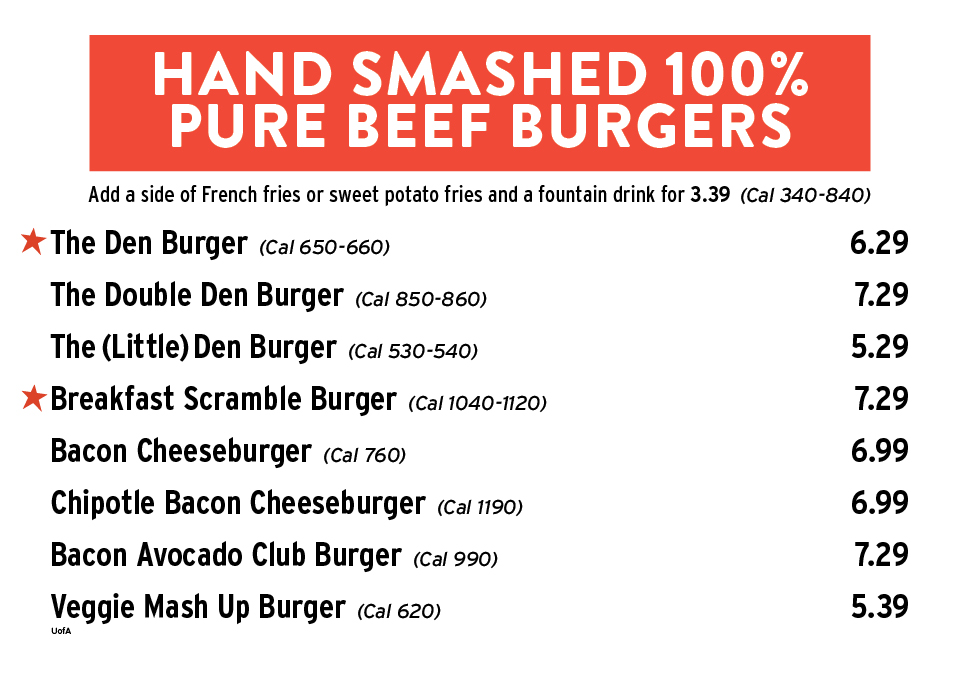 HAND SMASHED 100%
PURE BEEF BURGERS
Add a side of French fries or sweet potato fries and a fountain drink for 3.39 (Cal 340-840)
The Den Burger (Cal 650-660) 6.29
The Double Den Burger (Cal 850-860) 7.29
The (Little) Den Burger (Cal 530-540) 5.29
Breakfast Scramble Burger (Cal 1040-1120) 7.29
Bacon Cheeseburger (Cal 760) 6.99
Chipotle Bacon Cheeseburger (Cal 1190) 6.99
Bacon Avocado Club Burger (Cal 990) 7.29
Veggie Mash Up Burger (Cal 620) 5.39
UofA